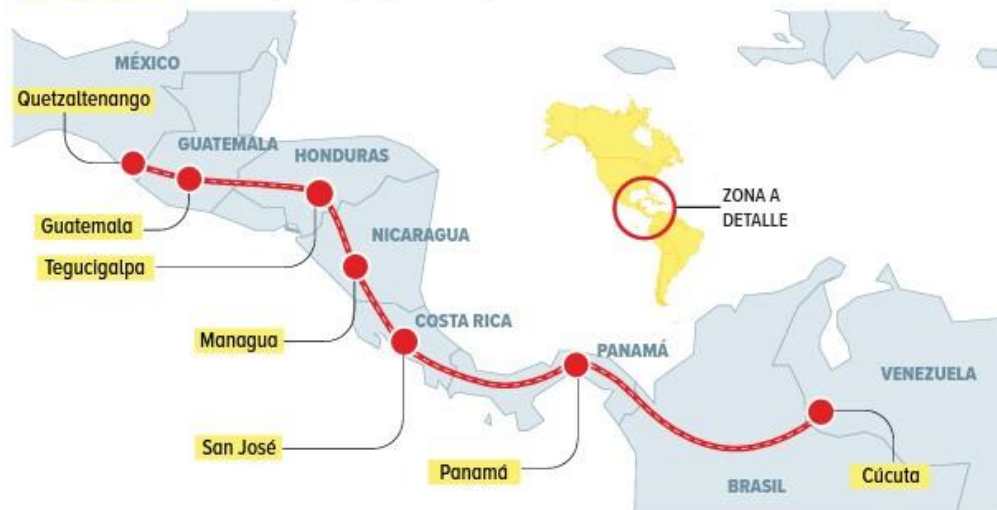 MÉXICO
Quetzaltenango
GUATEMALA
HONDURAS
ZONA A
DETALLE
Guatemala
NICARAGUA
Tegucigalpa
COSTA RICA
Managua
PANAMÁ
VENEZUELA
San José
Panamá
Cúcuta
BRASIL